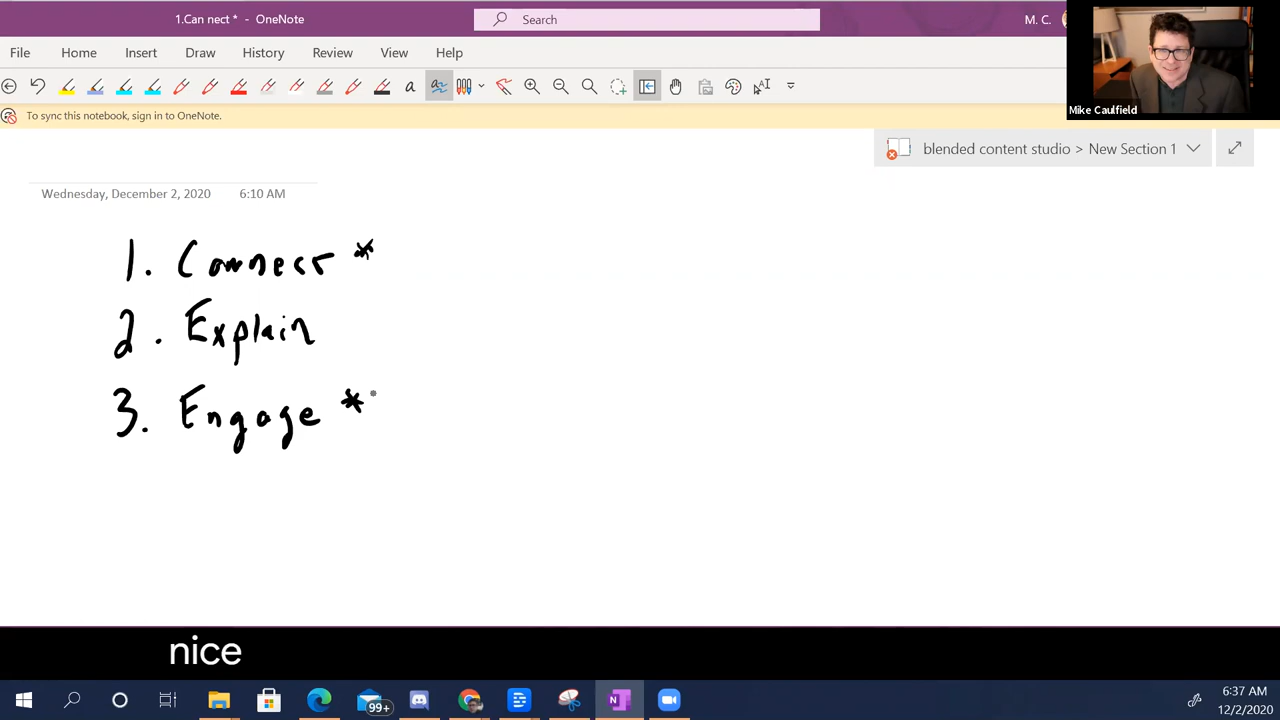 1.Can nect * - OneNote
Search
M. C.
File Home Insert Draw History Review View Help
To sync this notebook, sign in to OneNote.
Mike Caulfield
blended content studio > New Section 1
Wednesday, December 2, 2020 6:10 AM
1. Connect *
2. Explain
3. Engage *
nice
99+
6:37 AM
12/2/2020